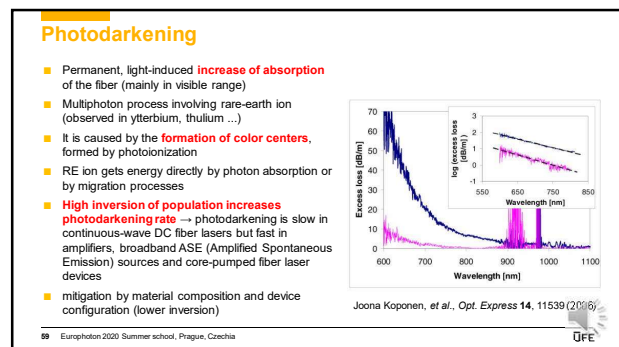 Photodarkening
Permanent, light-induced increase of absorption
of the fiber (mainly in visible range)
Multiphoton process involving rare-earth ion
(observed in ytterbium, thulium ...)
It is caused by the formation of color centers,
formed by photoionization
RE ion gets energy directly by photon absorption or
by migration processes
High inversion of population increases
photodarkening rate → photodarkening is slow in
continuous-wave DC fiber lasers but fast in
amplifiers, broadband ASE (Amplified Spontaneous
Emission) sources and core-pumped fiber laser
devices
mitigation by material composition and device
configuration (lower inversion)
Excess loss [dB/m]
70
60
50
40
30
20
10
0
600 700 800 900 1000 1100
Wavelength [nm]
log (excess loss
[dB/m])
3
2
1
0
-1
550 650 750 850
Wavelength [nm]
Joona Koponen, et al., Opt. Express 14, 11539 (2006)
59 Europhoton 2020 Summer school, Prague, Czechia
ÚFE